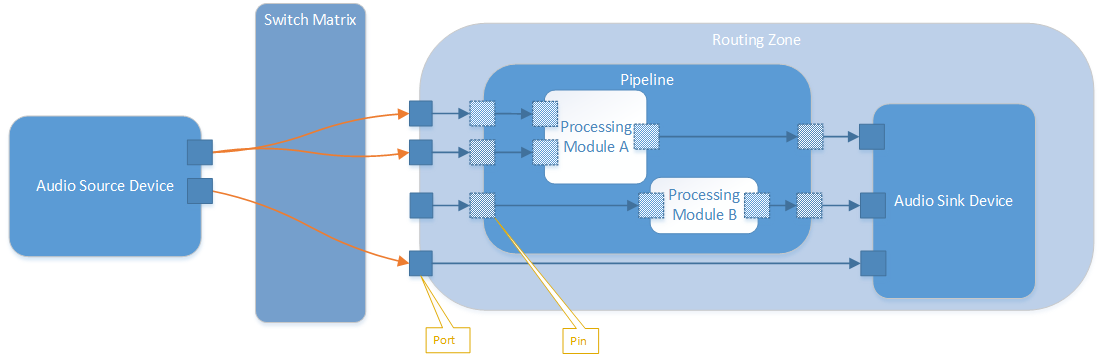 Switch Matrix
Routing Zone
Pipeline
Processing
Module A
Audio Source Device
Processing
Module B
Audio Sink Device
Port
Pin